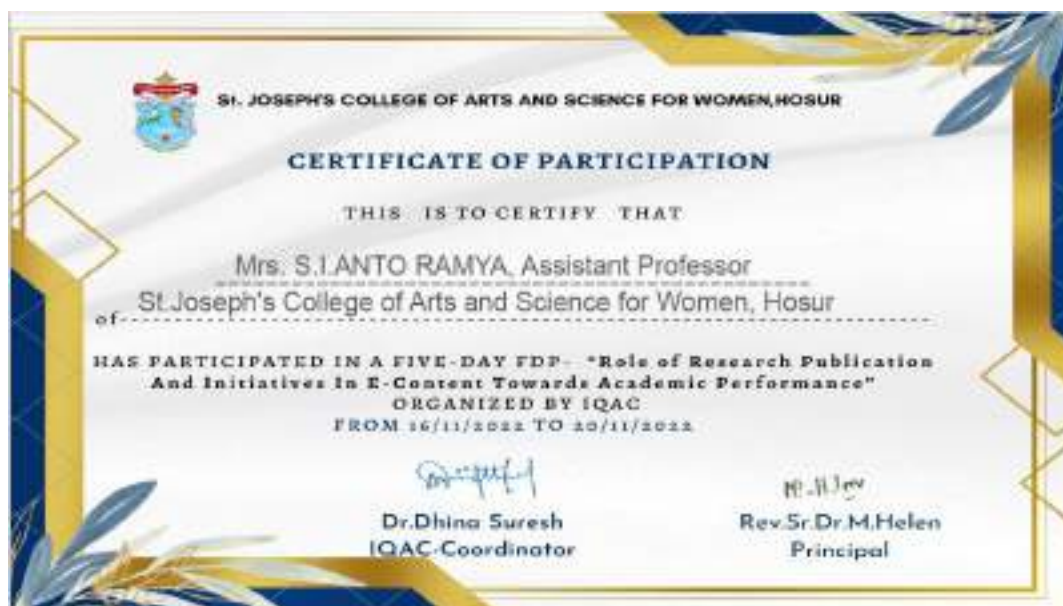 St. JOSEPH'S COLLEGE OF ARTS AND SCIENCE FOR WOMEN,HOSUR
CERTIFICATE OF PARTICIPATION
THIS IS TO CERTIFY THAT
Mrs. S.I.ANTO RAMYA, Assistant Professor
of St.Joseph's College of Arts and Science for Women, Hosur
HAS PARTICIPATED IN A FIVE-DAY FDP- "Role of Research Publication
And Initiatives In E-Content Towards Academic Performance"
ORGANIZED BY IQAC
FROM 16/11/2022 TO 20/11/2022
Dr.Dhina Suresh
IQAC-Coordinator
Rev.Sr.Dr.M.Helen
Principal